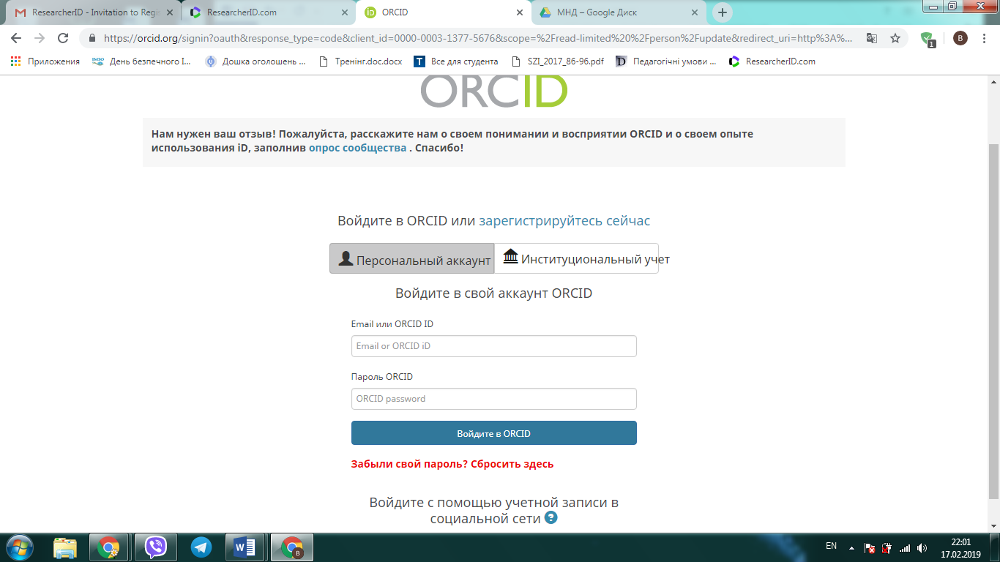 ResearcherID - Invitation to Regis
ResearcherID.com
ORCID
МНД – Google Диск
https://orcid.org/signin?oauth&response_type=code&client_id=0000-0003-1377-5676&scope=%2Fread-limited%20%2Fperson%2Fupdate&redirect_uri=http%3A%...
1
B
Приложения
День безпечного І...
Дошка оголошень ...
Тренінг.doc.docx
T
Все для студента
SZI_2017_86-96.pdf
D
Педагогічні умови ...
ResearcherID.com
ORCID
Нам нужен ваш отзыв! Пожалуйста, расскажите нам о своем понимании и восприятии ORCID и о своем опыте
использования iD, заполнив опрос сообщества . Спасибо!
Войдите в ORCID или зарегистрируйтесь сейчас
Персональный аккаунт
Институциональный учет
Войдите в свой аккаунт ORCID
Email или ORCID ID
Email or ORCID iD
Пароль ORCID
ORCID password
Войдите в ORCID
Забыли свой пароль? Сбросить здесь
Войдите с помощью учетной записи в
социальной сети ?
EN
22:01
17.02.2019